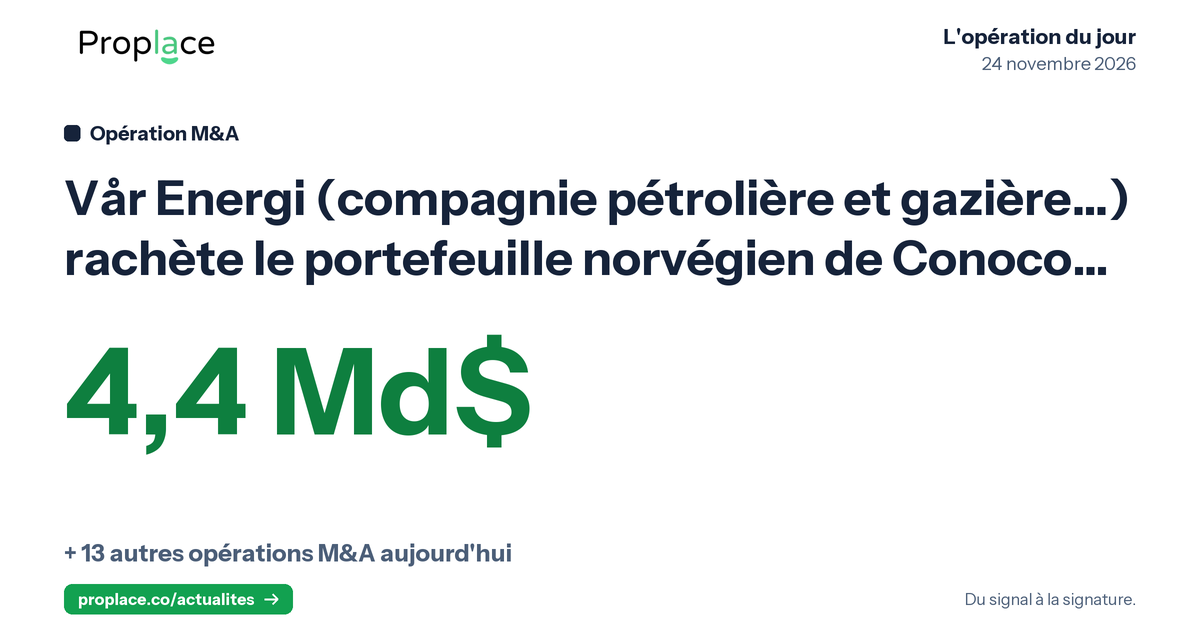 Proplace
L'opération du jour
24 novembre 2026
Opération M&A
Vår Energi (compagnie pétrolière et gazière...)
rachète le portefeuille norvégien de Conoco...
4,4 Md$
+ 13 autres opérations M&A aujourd'hui
proplace.co/actualites →
Du signal à la signature.